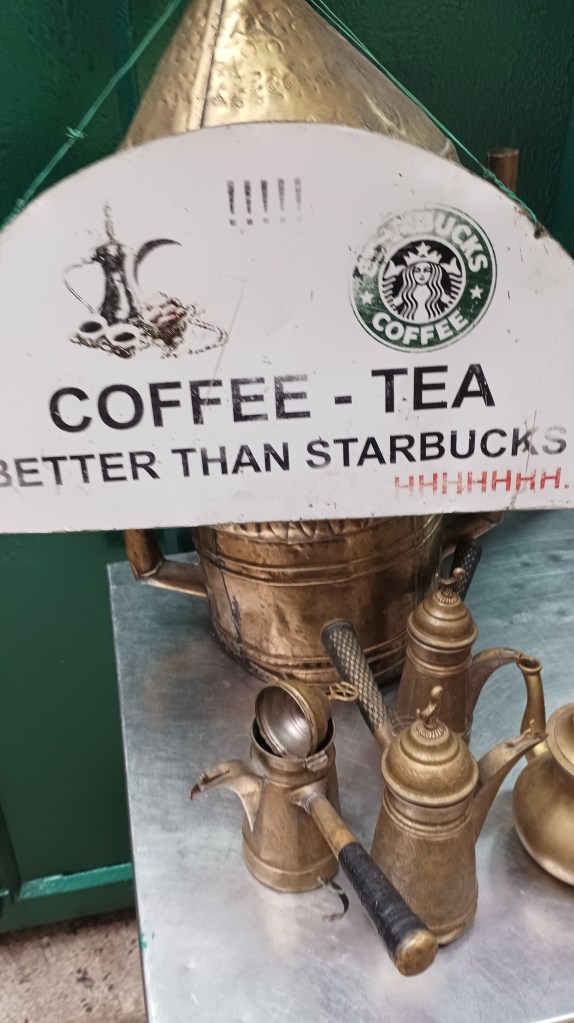 !!!!!
STARBUCKS
COFFEE
COFFEE - TEA
BETTER THAN STARBUCKS
HHHHHHH.